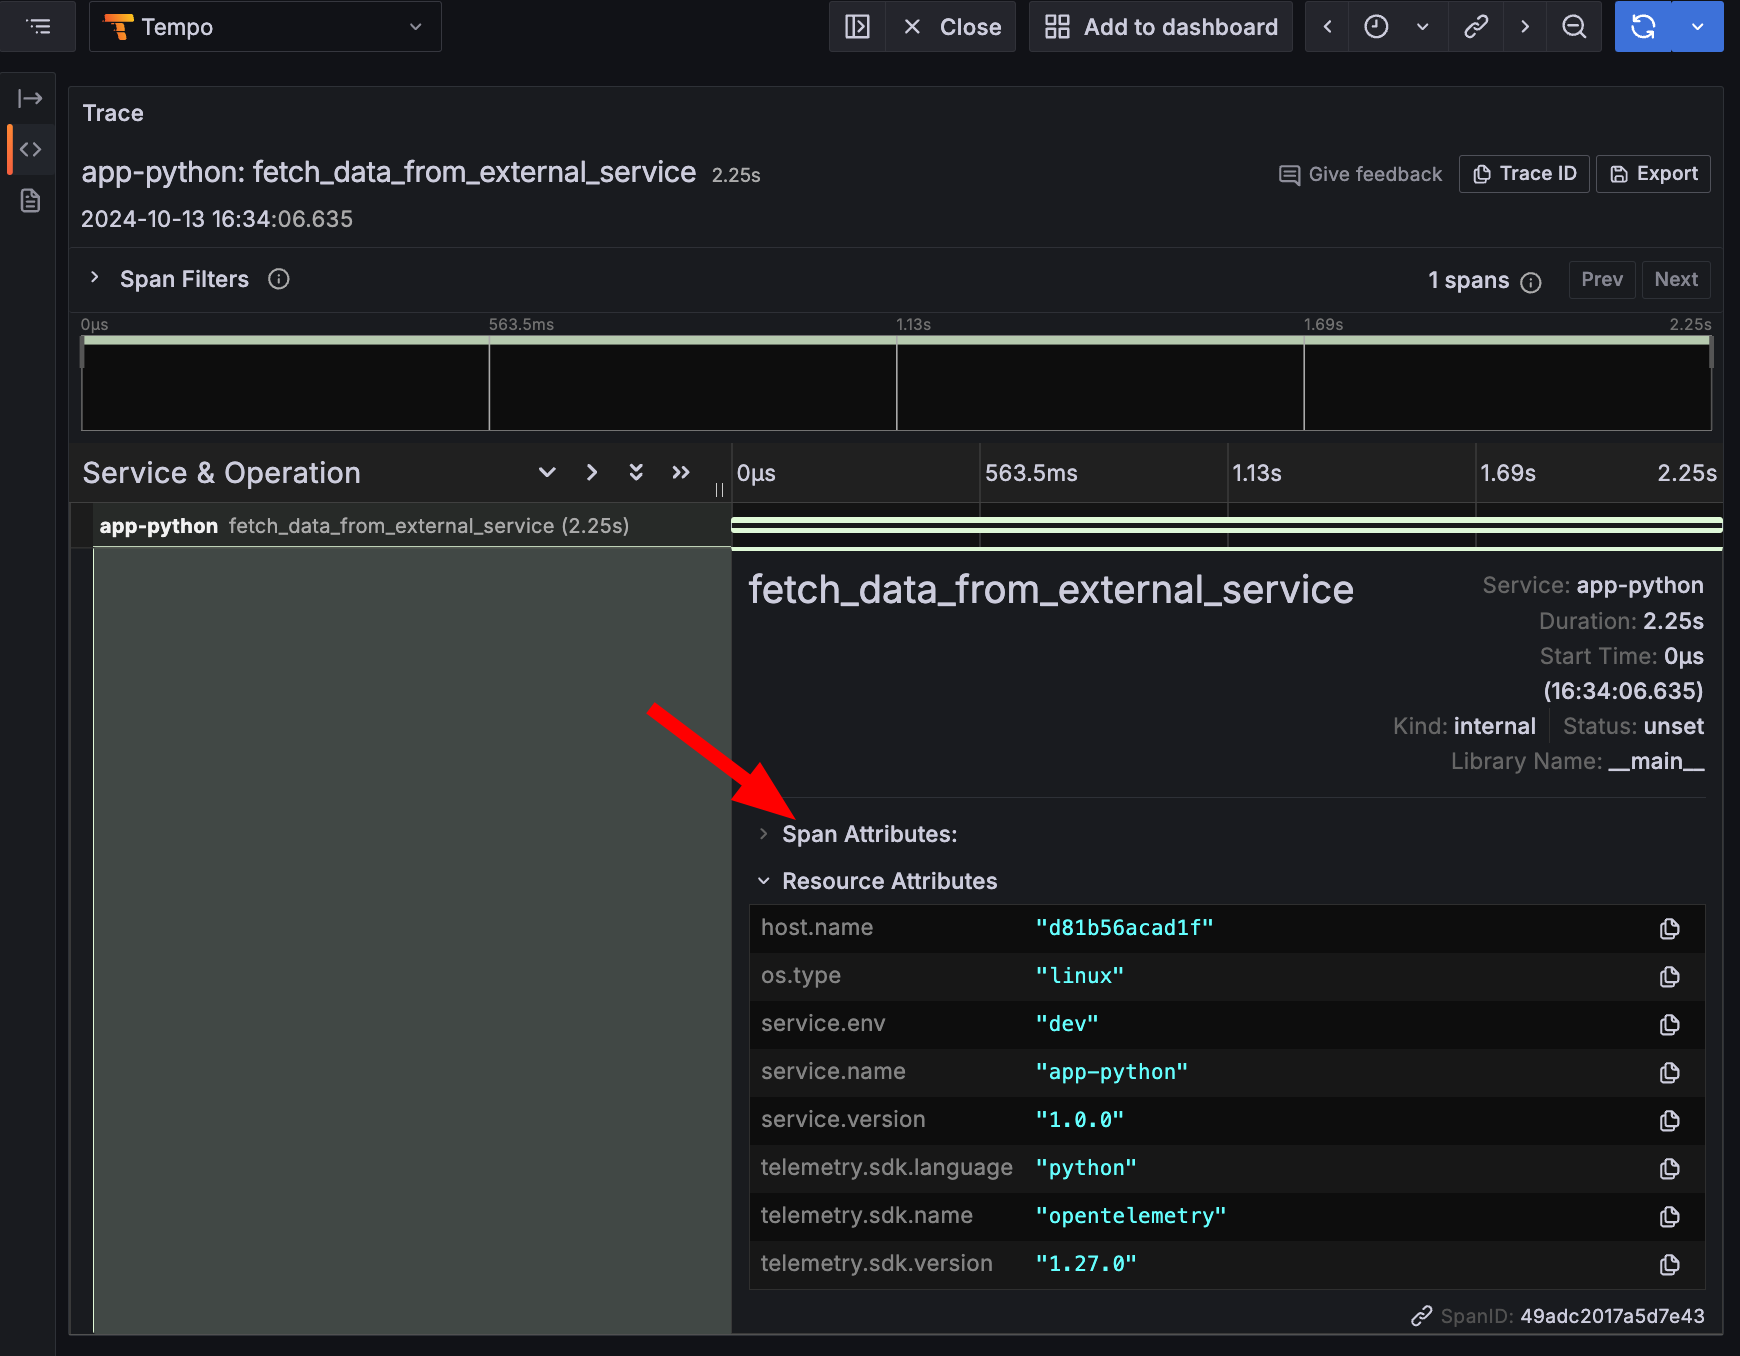 Tempo
Close
Add to dashboard
Trace
app-python: fetch_data_from_external_service 2.25s
Give feedback
Trace ID
Export
2024-10-13 16:34:06.635
Span Filters
1 spans
Prev
Next
0μs 563.5ms 1.13s 1.69s 2.25s
Service & Operation
0μs 563.5ms 1.13s 1.69s 2.25s
app-python fetch_data_from_external_service (2.25s)
fetch_data_from_external_service
Service: app-python
Duration: 2.25s
Start Time: 0μs
(16:34:06.635)
Kind: internal Status: unset
Library Name: __main__
Span Attributes:
Resource Attributes
host.name "d81b56acad1f"
os.type "linux"
service.env "dev"
service.name "app-python"
service.version "1.0.0"
telemetry.sdk.language "python"
telemetry.sdk.name "opentelemetry"
telemetry.sdk.version "1.27.0"
SpanID: 49adc2017a5d7e43